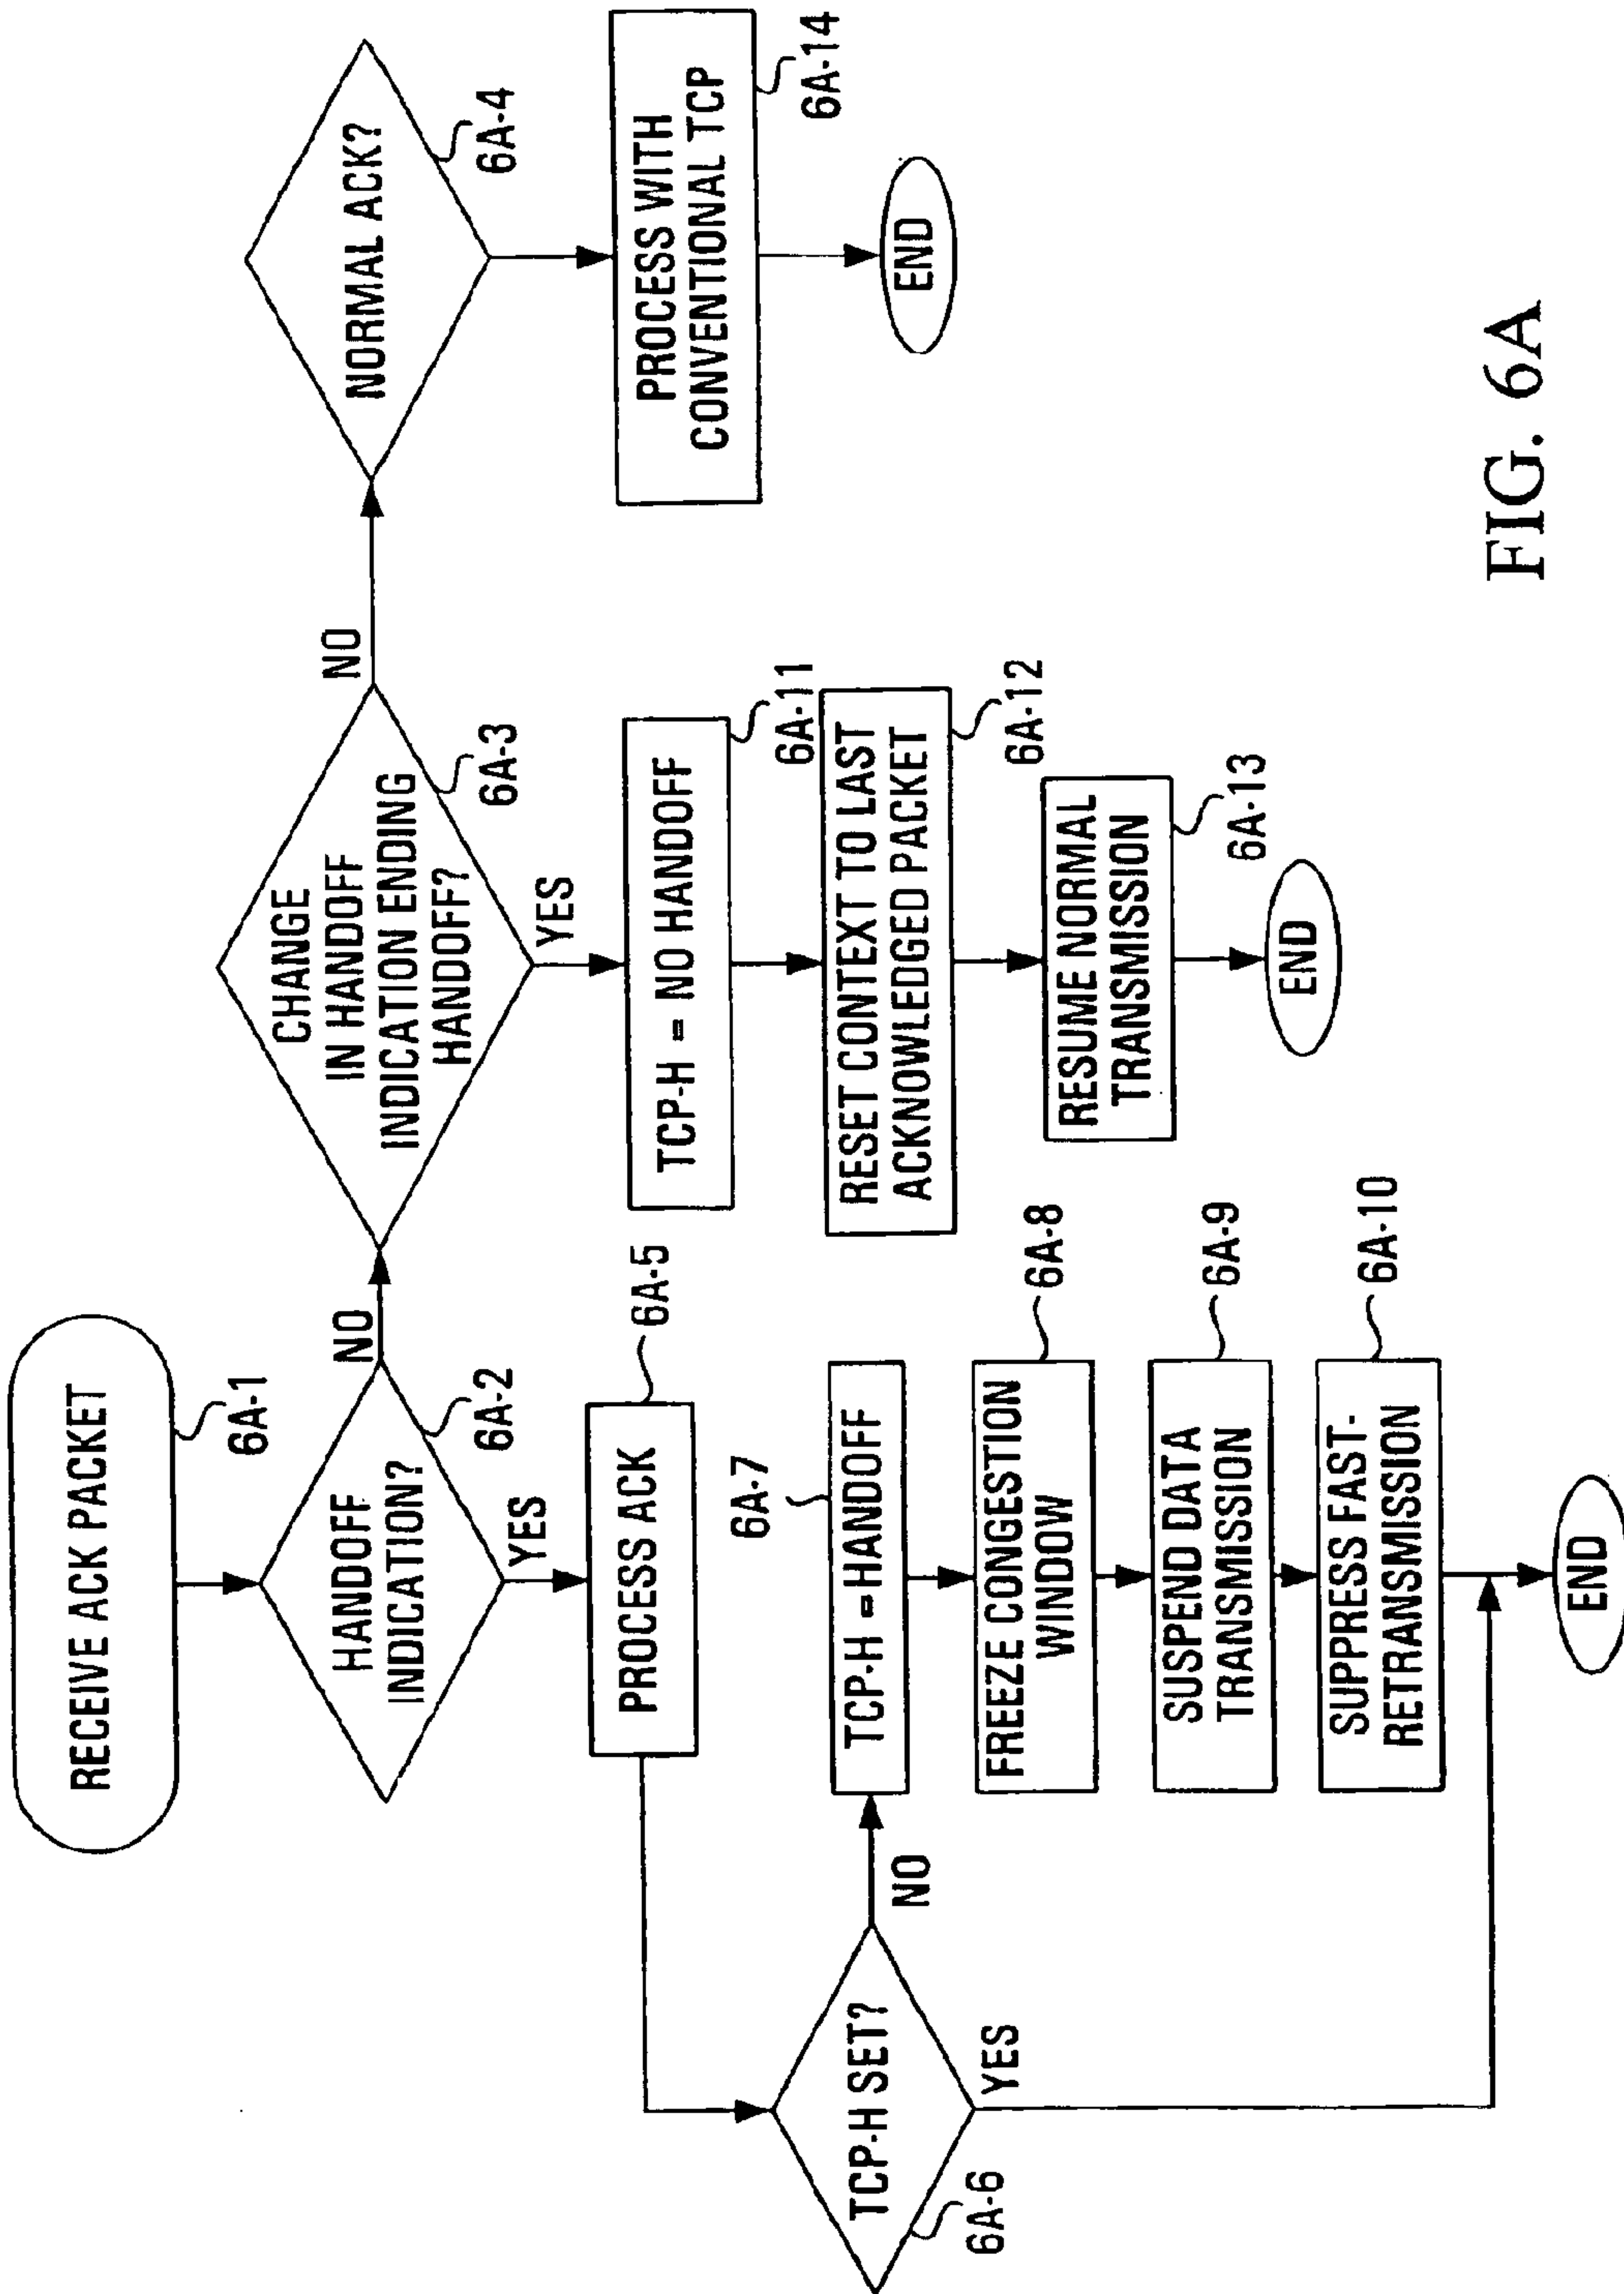 RECEIVE ACK PACKET
6A-1
HANDOFF
INDICATION?
6A-2
NO
YES
CHANGE
IN HANDOFF
INDICATION ENDING
HANDOFF?
6A-3
NO
YES
NORMAL ACK?
6A-4
PROCESS ACK
6A-5
TCP-H SET?
6A-6
NO
YES
6A-7
TCP-H =HANDOFF
FREEZE CONGESTION
WINDOW
6A-8
SUSPEND DATA
TRANSMISSION
6A-9
SUPPRESS FAST-
RETRANSMISSION
6A-10
END
TCP-H = NO HANDOFF
6A-11
RESET CONTEXT TO LAST
ACKNOWLEDGED PACKET
6A-12
RESUME NORMAL
TRANSMISSION
6A-13
END
PROCESS WITH
CONVENTIONAL TCP
6A-14
END
FIG. 6A